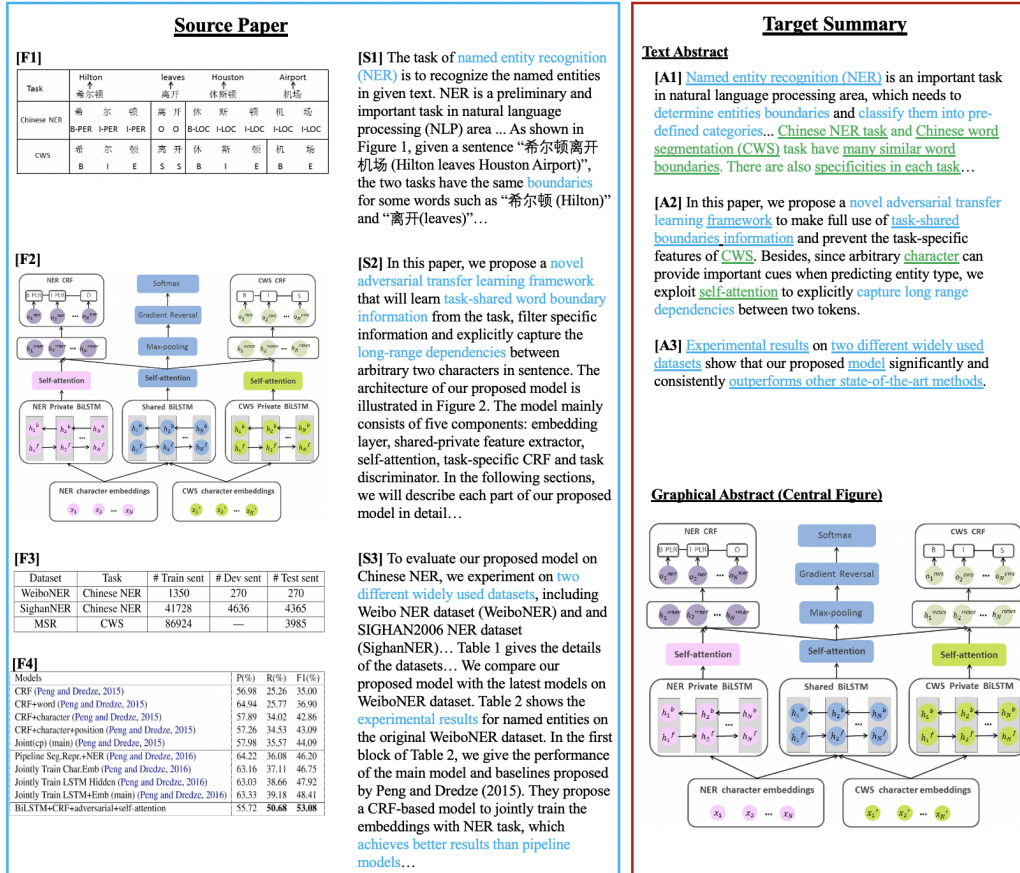 Source Paper
[F1]
Task
Hilton
希尔顿
leaves
离开
Houston
休斯顿
Airport
机场
Chinese NER
希 尔 顿 离 开 休 斯 顿 机 场
B-PER I-PER I-PER O O B-LOC I-LOC I-LOC I-LOC I-LOC
CWS
希 尔 顿 离 开 休 斯 顿 机 场
B I E S S B I E B E
[F2]
NER CRF
B PER I PER O
Softmax
CWS CRF
B I S
Gradient Reversal
Max-pooling
Self-attention
Self-attention
Self-attention
NER Private BiLSTM
Shared BiLSTM
CWS Private BiLSTM
NER character embeddings
x₁ x₂ ... x_N
CWS character embeddings
x₁' x₂' ... x_N'
[F3]
Dataset Task # Train sent # Dev sent # Test sent
WeiboNER Chinese NER 1350 270 270
SighanNER Chinese NER 41728 4636 4365
MSR CWS 86924 — 3985
[F4]
Models P(%) R(%) F1(%)
CRF (Peng and Dredze, 2015) 56.98 25.26 35.00
CRF+word (Peng and Dredze, 2015) 64.94 25.77 36.90
CRF+character (Peng and Dredze, 2015) 57.89 34.02 42.86
CRF+character+position (Peng and Dredze, 2015) 57.26 34.53 43.09
Joint(cp) (main) (Peng and Dredze, 2015) 57.98 35.57 44.09
Pipeline Seg.Repr.+NER (Peng and Dredze, 2016) 64.22 36.08 46.20
Jointly Train Char.Emb (Peng and Dredze, 2016) 63.16 37.11 46.75
Jointly Train LSTM Hidden (Peng and Dredze, 2016) 63.03 38.66 47.92
Jointly Train LSTM+Emb (main) (Peng and Dredze, 2016) 63.33 39.18 48.41
BiLSTM+CRF+adversarial+self-attention 55.72 50.68 53.08
[S1] The task of named entity recognition
(NER) is to recognize the named entities
in given text. NER is a preliminary and
important task in natural language
processing (NLP) area ... As shown in
Figure 1, given a sentence “希尔顿离开
机场 (Hilton leaves Houston Airport)”,
the two tasks have the same boundaries
for some words such as “希尔顿 (Hilton)”
and “离开(leaves)”…
[S2] In this paper, we propose a novel
adversarial transfer learning framework
that will learn task-shared word boundary
information from the task, filter specific
information and explicitly capture the
long-range dependencies between
arbitrary two characters in sentence. The
architecture of our proposed model is
illustrated in Figure 2. The model mainly
consists of five components: embedding
layer, shared-private feature extractor,
self-attention, task-specific CRF and task
discriminator. In the following sections,
we will describe each part of our proposed
model in detail…
[S3] To evaluate our proposed model on
Chinese NER, we experiment on two
different widely used datasets, including
Weibo NER dataset (WeiboNER) and and
SIGHAN2006 NER dataset
(SighanNER)… Table 1 gives the details
of the datasets… We compare our
proposed model with the latest models on
WeiboNER dataset. Table 2 shows the
experimental results for named entities on
the original WeiboNER dataset. In the first
block of Table 2, we give the performance
of the main model and baselines proposed
by Peng and Dredze (2015). They propose
a CRF-based model to jointly train the
embeddings with NER task, which
achieves better results than pipeline
models…
Target Summary
Text Abstract
[A1] Named entity recognition (NER) is an important task
in natural language processing area, which needs to
determine entities boundaries and classify them into pre-
defined categories... Chinese NER task and Chinese word
segmentation (CWS) task have many similar word
boundaries. There are also specificities in each task…
[A2] In this paper, we propose a novel adversarial transfer
learning framework to make full use of task-shared
boundaries information and prevent the task-specific
features of CWS. Besides, since arbitrary character can
provide important cues when predicting entity type, we
exploit self-attention to explicitly capture long range
dependencies between two tokens.
[A3] Experimental results on two different widely used
datasets show that our proposed model significantly and
consistently outperforms other state-of-the-art methods.
Graphical Abstract (Central Figure)
NER CRF
B PER I PER O
Softmax
CWS CRF
B I S
Gradient Reversal
Max-pooling
Self-attention
Self-attention
Self-attention
NER Private BiLSTM
Shared BiLSTM
CWS Private BiLSTM
NER character embeddings
x₁ x₂ ... x_N
CWS character embeddings
x₁' x₂' ... x_N'